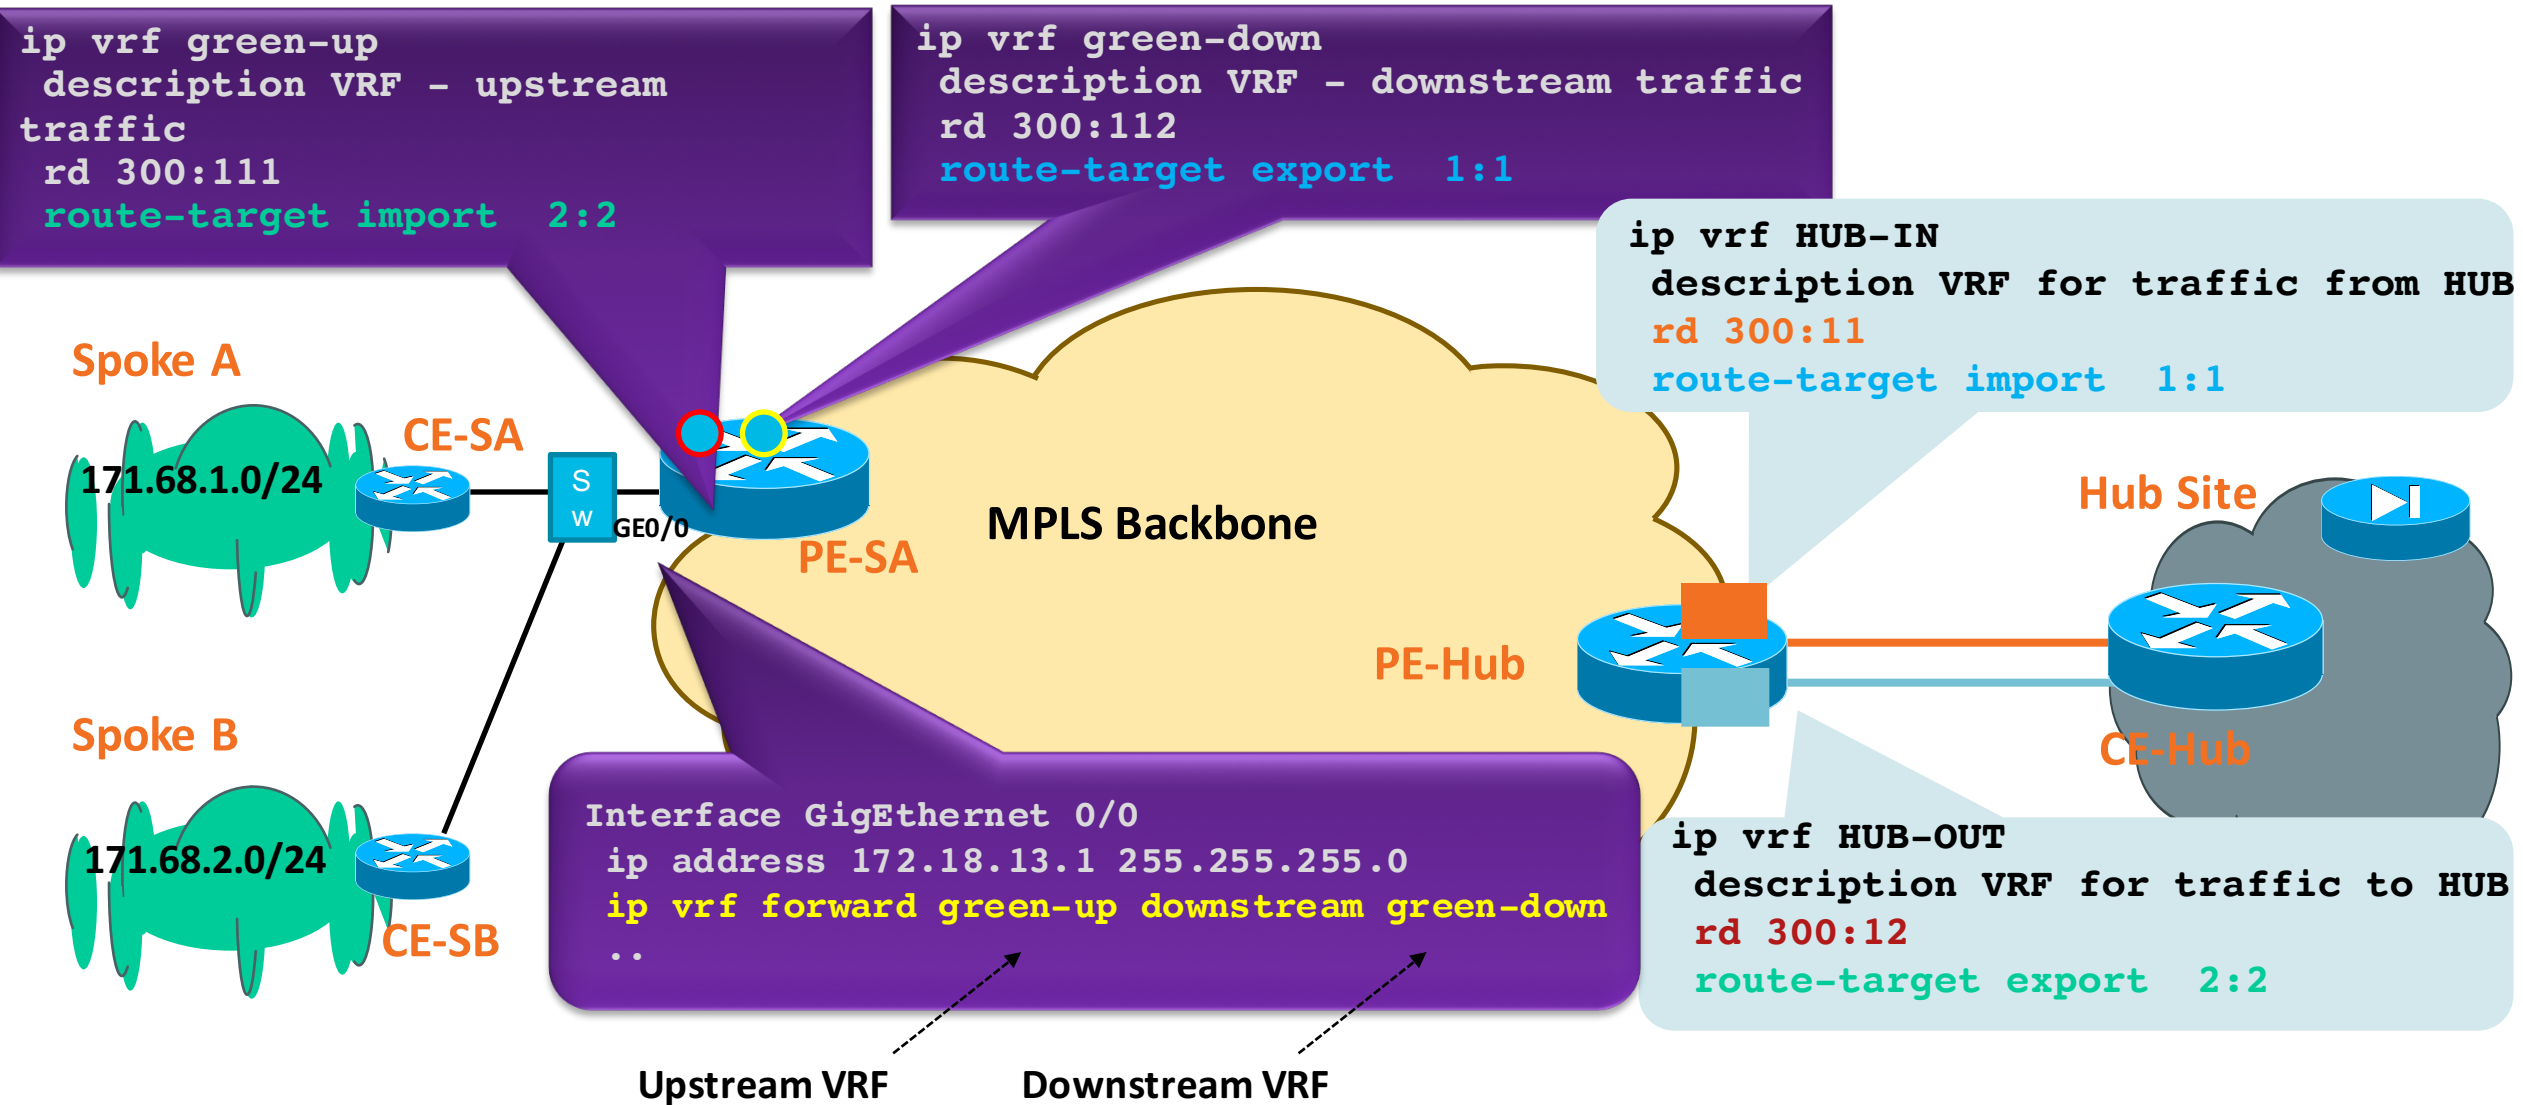 ip vrf green-up
description VRF - upstream
traffic
rd 300:111
route-target import 2:2
ip vrf green-down
description VRF - downstream traffic
rd 300:112
route-target export 1:1
ip vrf HUB-IN
description VRF for traffic from HUB
rd 300:11
route-target import 1:1
Spoke A
171.68.1.0/24
CE-SA
S
w
GE0/0
PE-SA
MPLS Backbone
Hub Site
PE-Hub
CE-Hub
Spoke B
171.68.2.0/24
CE-SB
Interface GigEthernet 0/0
ip address 172.18.13.1 255.255.255.0
ip vrf forward green-up downstream green-down
..
ip vrf HUB-OUT
description VRF for traffic to HUB
rd 300:12
route-target export 2:2
Upstream VRF
Downstream VRF